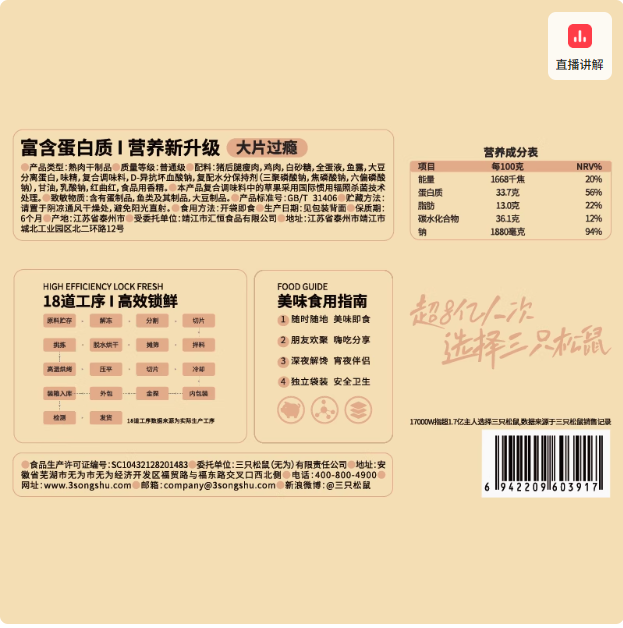 直播讲解
富含蛋白质 | 营养新升级 大片过瘾
●产品类型:熟肉干制品●质量等级:普通级●配料:猪后腿瘦肉,鸡肉,白砂糖,全蛋液,鱼露,大豆
分离蛋白,味精,复合调味料,D-异抗坏血酸钠,复配水分保持剂(三聚磷酸钠,焦磷酸钠,六偏磷酸
钠),甘油,乳酸钠,红曲红,食品用香精。●本产品复合调味料中的苹果采用国际惯用辐照杀菌技术
处理。●致敏物质:含有蛋制品,鱼类及其制品,大豆制品。●产品标准号:GB/T 31406●贮藏方法:
请置于阴凉通风干燥处,避免阳光直射。●食用方法:开袋即食●生产日期:见包装背面●保质期:
6个月●产地:江苏省泰州市●受委托单位:靖江市汇恒食品有限公司●地址:江苏省泰州市靖江市
城北工业园区北二环路12号
营养成分表
项目 每100克 NRV%
能量 1668千焦 20%
蛋白质 33.7克 56%
脂肪 13.0克 22%
碳水化合物 36.1克 12%
钠 1880毫克 94%
HIGH EFFICIENCY LOCK FRESH
18道工序 | 高效锁鲜
原料贮存 解冻 分割 切片
挑拣 脱水烘干 摊筛 拌料
高温烘烤 压平 切片 冷却
装箱入库 外包 金探 内包装
检测 发货 18道工序数据来源为实际生产工序
FOOD GUIDE
美味食用指南
1 随时随地 美味即食
2 朋友欢聚 嗨吃分享
3 深夜解馋 宵夜伴侣
4 独立袋装 安全卫生
超8亿人次
选择三只松鼠
17000W指超1.7亿主人选择三只松鼠,数据来源于三只松鼠销售记录
●食品生产许可证编号:SC10432128201483●委托单位:三只松鼠(无为)有限责任公司●地址:安
徽省芜湖市无为市无为经济开发区福贸路与福东路交叉口西北侧●电话:400-800-4900●
网址:www.3songshu.com●邮箱:company@3songshu.com●新浪微博:@三只松鼠
6 942209 603917